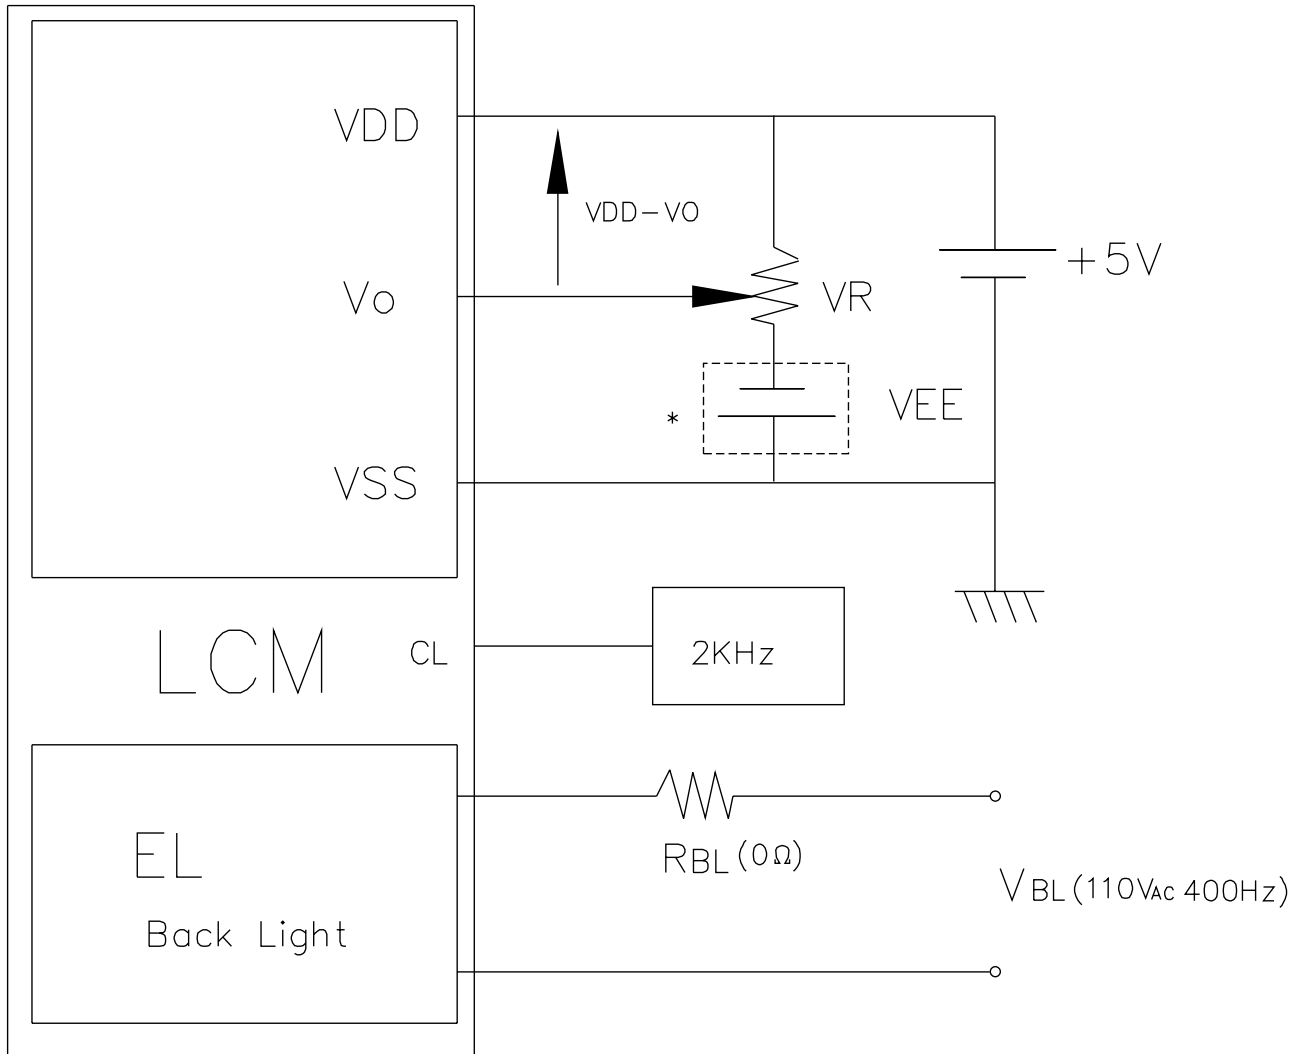 VDD
VDD-VO
+5V
Vo
VR
*
VEE
VSS
LCM
CL
2KHz
EL
Back Light
RBL(0Ω)
VBL(110VAC 400Hz)